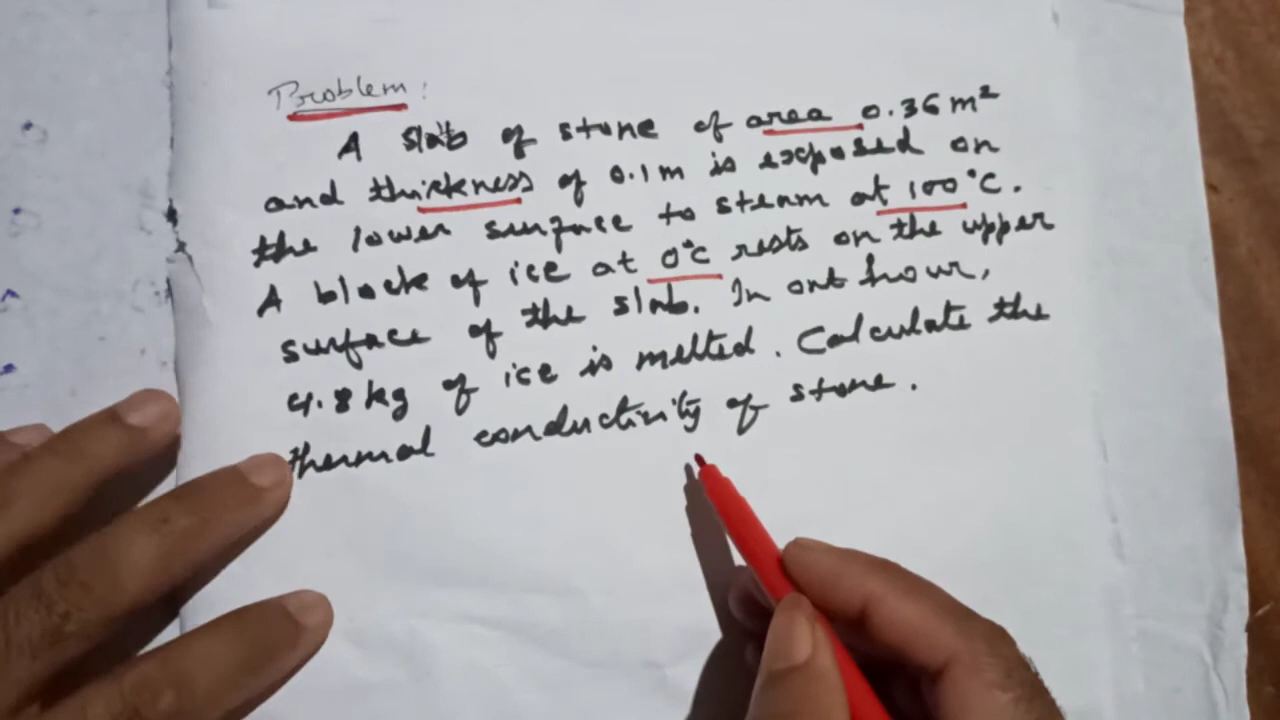 Problem:
A slab of stone of area 0.36 m²
and thickness of 0.1 m is exposed on
the lower surface to steam at 100°C.
A block of ice at 0°C rests on the upper
surface of the slab. In one hour,
4.8 kg of ice is melted. Calculate the
thermal conductivity of stone.